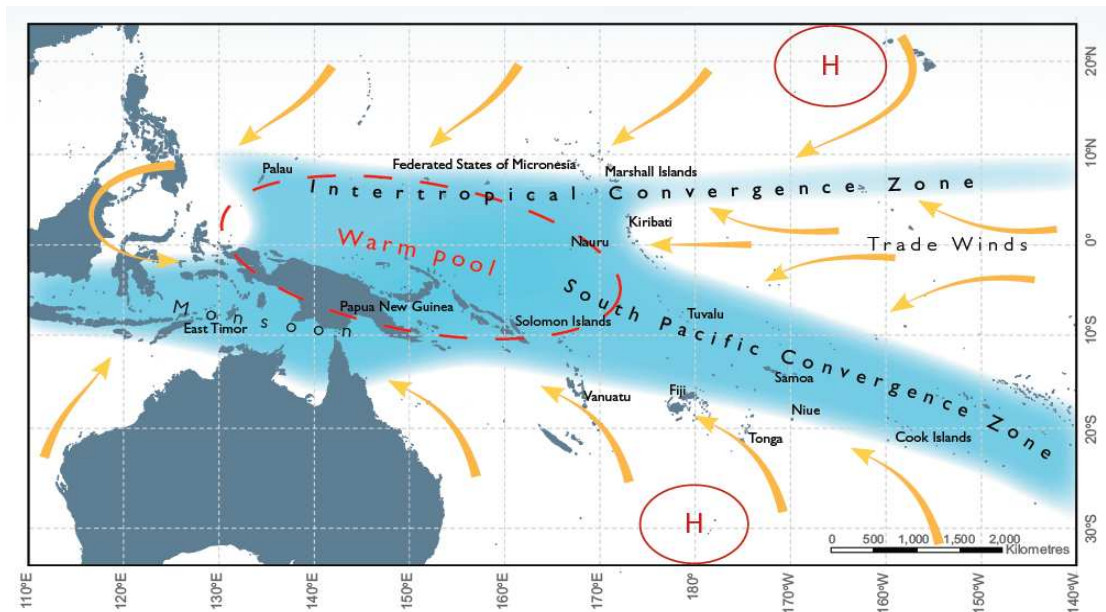 H
20°N
10°N
Palau
Federated States of Micronesia
Marshall Islands
Intertropical Convergence Zone
Kiribati
Nauru
Trade Winds
0°
Warm pool
Monsoon
East Timor
Papua New Guinea
Solomon Islands
South Pacific Convergence Zone
Tuvalu
10°S
Samoa
Vanuatu
Fiji
Niue
Tonga
Cook Islands
20°S
H
30°S
0 500 1,000 1,500 2,000
Kilometres
110°E 120°E 130°E 140°E 150°E 160°E 170°E 180° 170°W 160°W 150°W 140°W